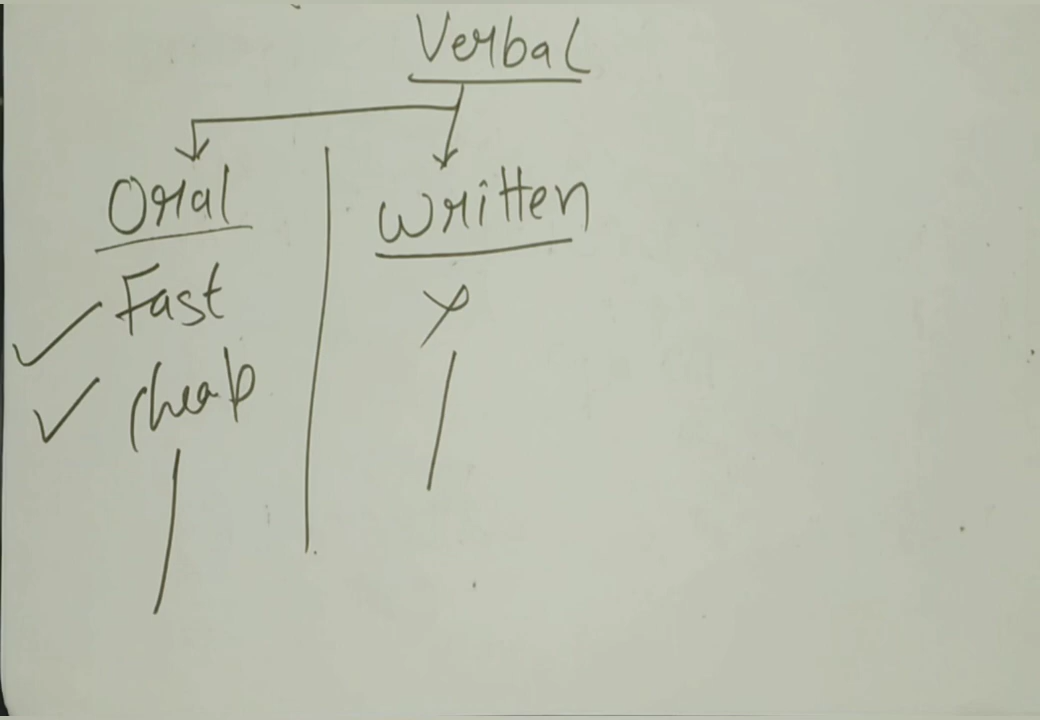 Verbal
Oral
Written
✓ Fast
✓ cheap